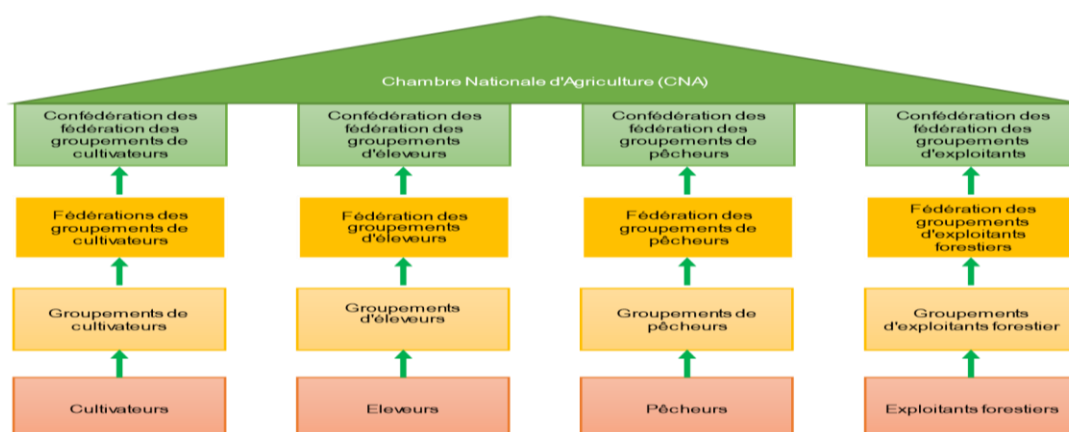 Chambre Nationale d'Agriculture (CNA)
Confédération des
fédération des
groupements de
cultivateurs
Confédération des
fédération des
groupements
d'éleveurs
Confédération des
fédération des
groupements de
pêcheurs
Confédération des
fédération des
groupements
d'exploitants
Fédérations des
groupements de
cultivateurs
Fédération des
groupements
d'éleveurs
Fédération des
groupements de
pêcheurs
Fédération des
groupements
d'exploitants
forestiers
Groupements de
cultivateurs
Groupements
d'éleveurs
Groupements de
pêcheurs
Groupements
d'exploitants forestier
Cultivateurs
Eleveurs
Pêcheurs
Exploitants forestiers